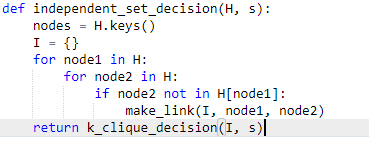 def independent_set_decision(H, s):
    nodes = H.keys()
    I = {}
    for node1 in H:
        for node2 in H:
            if node2 not in H[node1]:
                make_link(I, node1, node2)
    return k_clique_decision(I, s)